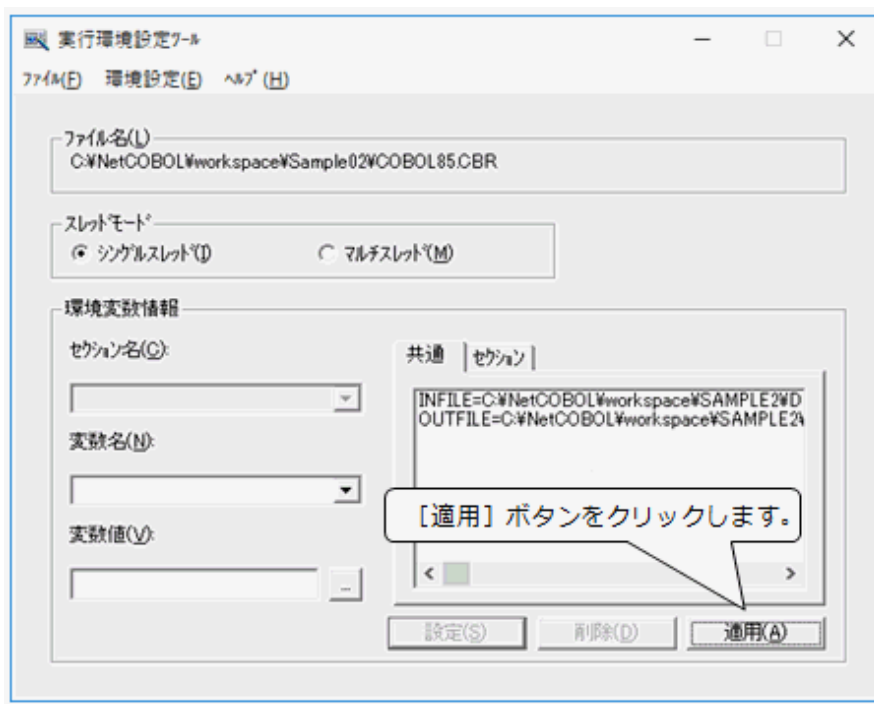 実行環境設定ﾂｰﾙ
ﾌｧｲﾙ(F) 環境設定(E) ﾍﾙﾌﾟ(H)
ﾌｧｲﾙ名(L)
C:¥NetCOBOL¥workspace¥Sample02¥COBOL85.CBR
ｽﾚｯﾄﾞﾓｰﾄﾞ
ｼﾝｸﾞﾙｽﾚｯﾄﾞ(I) ﾏﾙﾁｽﾚｯﾄﾞ(M)
環境変数情報
ｾｸｼｮﾝ名(C):
共通 ｾｸｼｮﾝ
INFILE=C:¥NetCOBOL¥workspace¥SAMPLE2¥D
OUTFILE=C:¥NetCOBOL¥workspace¥SAMPLE2¥
変数名(N):
［適用］ボタンをクリックします。
変数値(V):
...
設定(S) 削除(D) 適用(A)